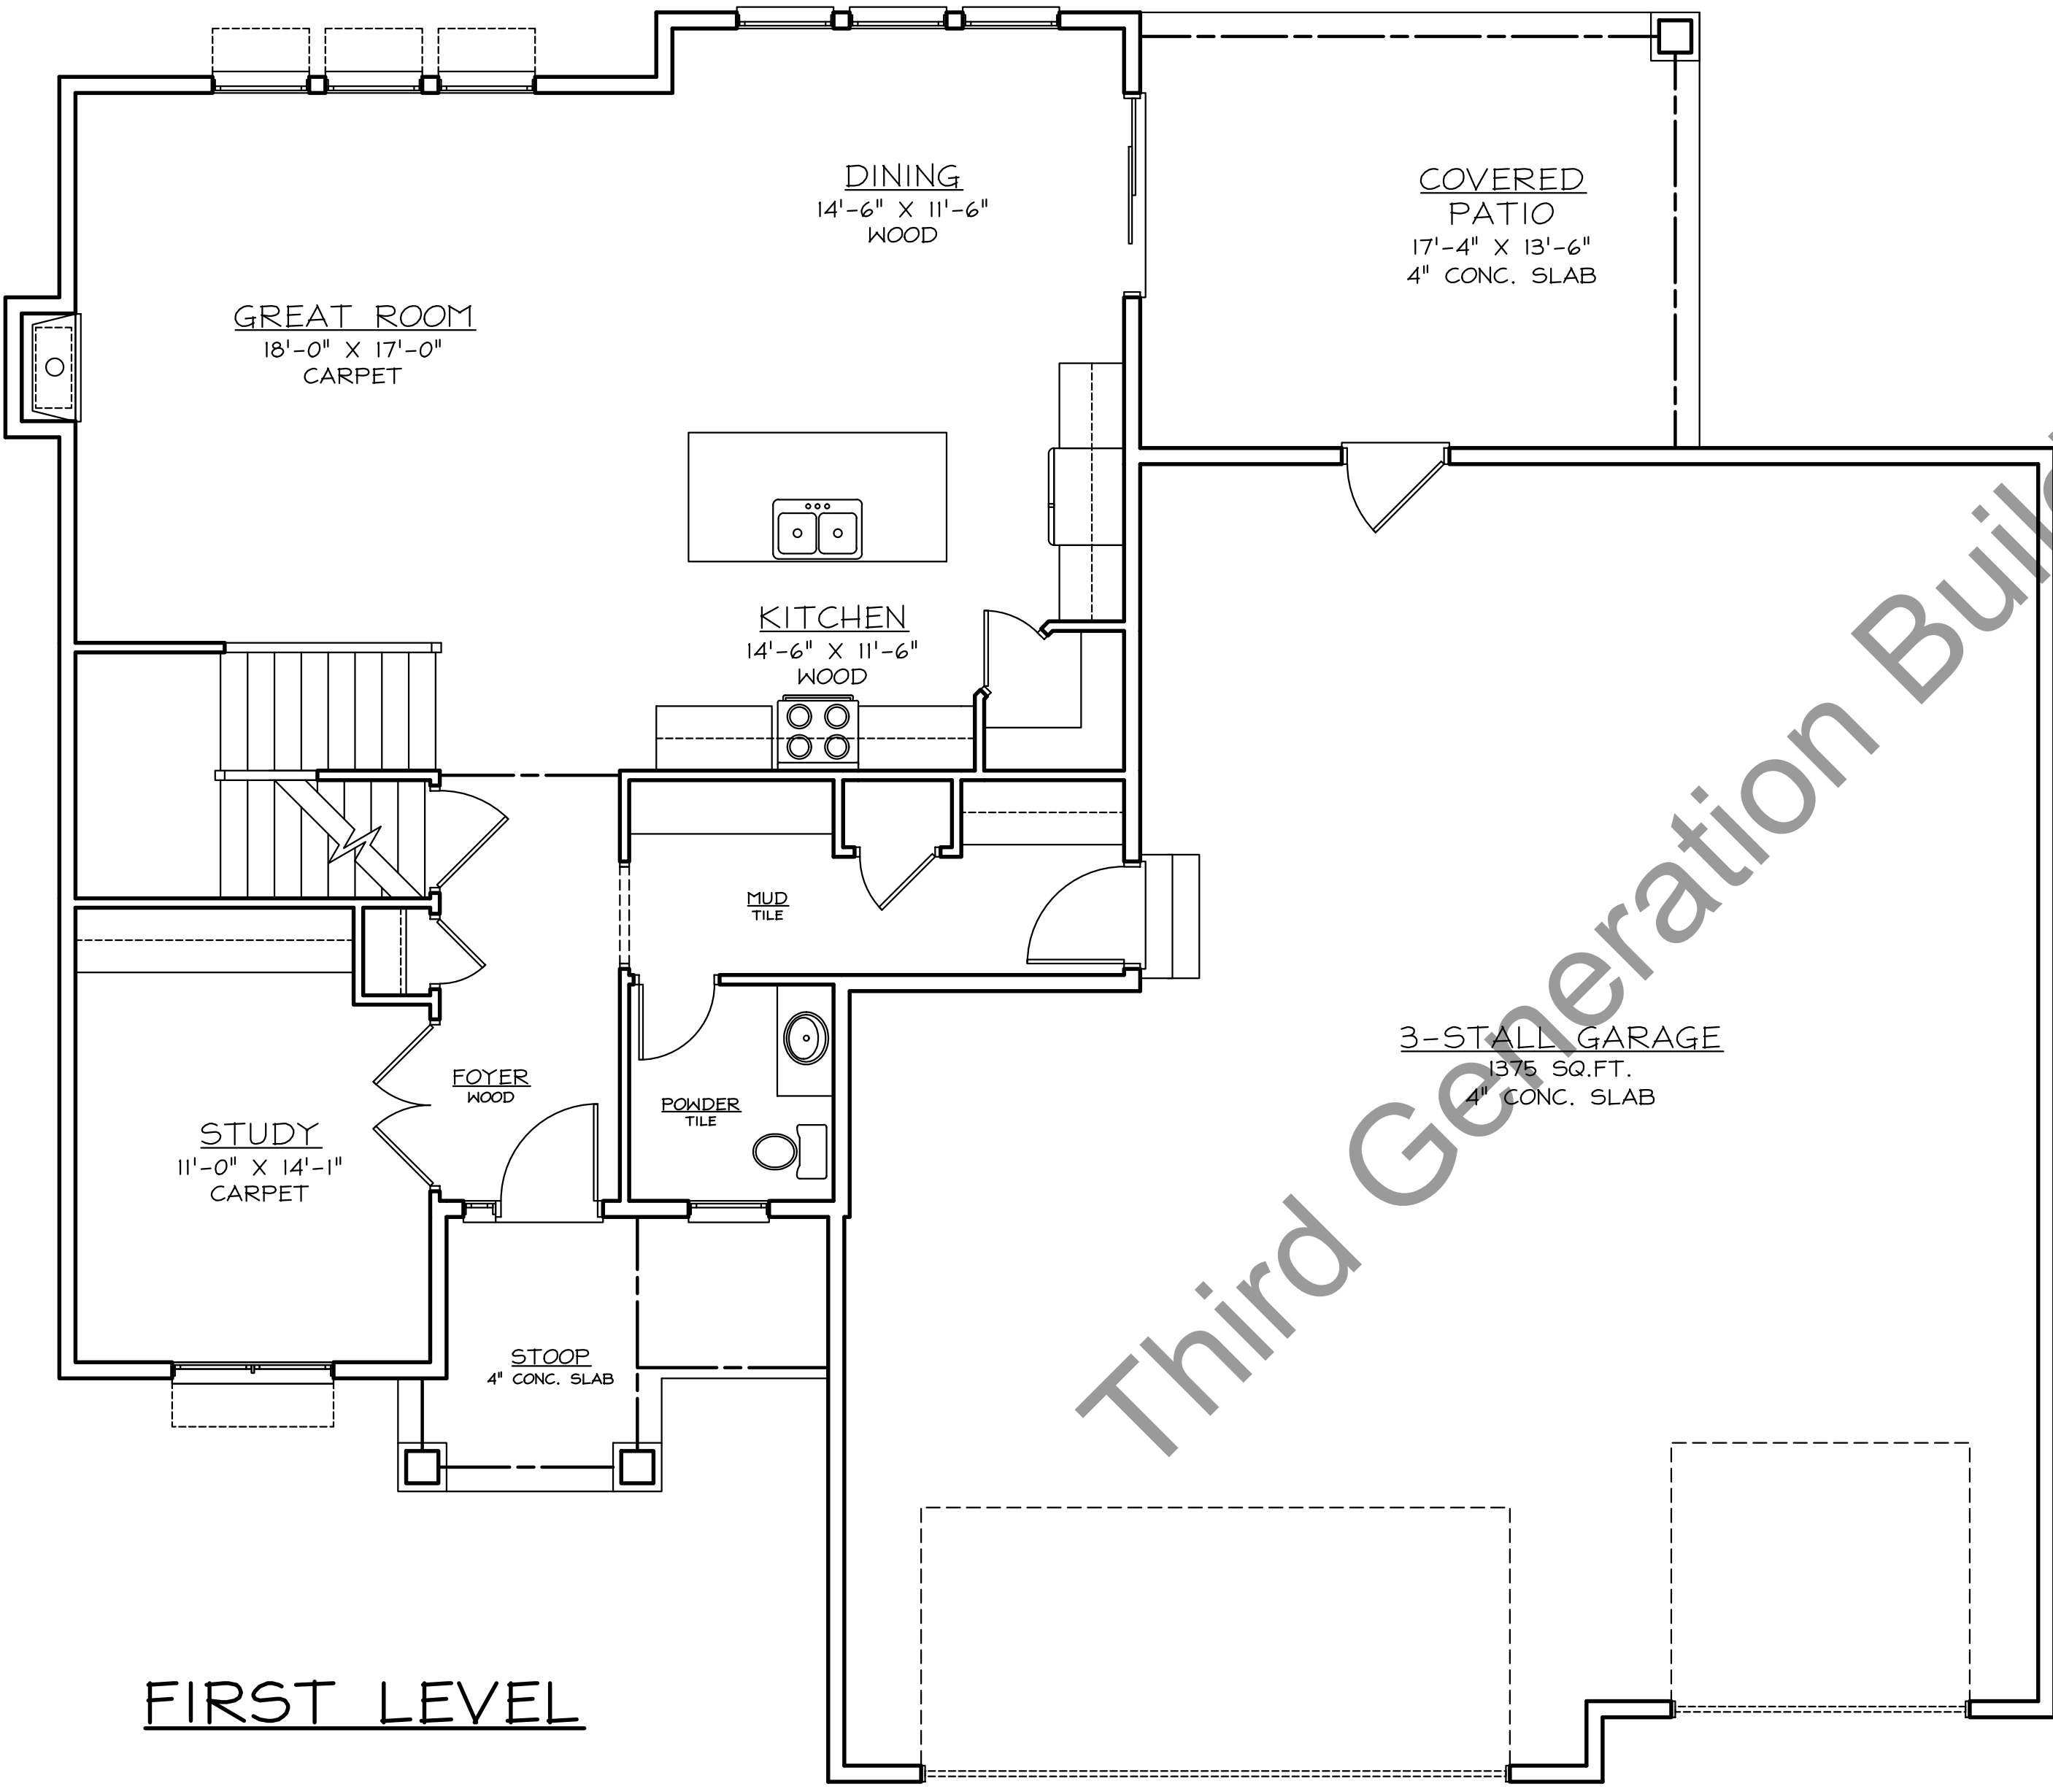 DINING
14'-6" X 11'-6"
WOOD
COVERED
PATIO
17'-4" X 13'-6"
4" CONC. SLAB
GREAT ROOM
18'-0" X 17'-0"
CARPET
KITCHEN
14'-6" X 11'-6"
WOOD
MUD
TILE
3-STALL GARAGE
1375 SQ.FT.
4" CONC. SLAB
FOYER
WOOD
POWDER
TILE
STUDY
11'-0" X 14'-1"
CARPET
STOOP
4" CONC. SLAB
FIRST LEVEL
Third Generation